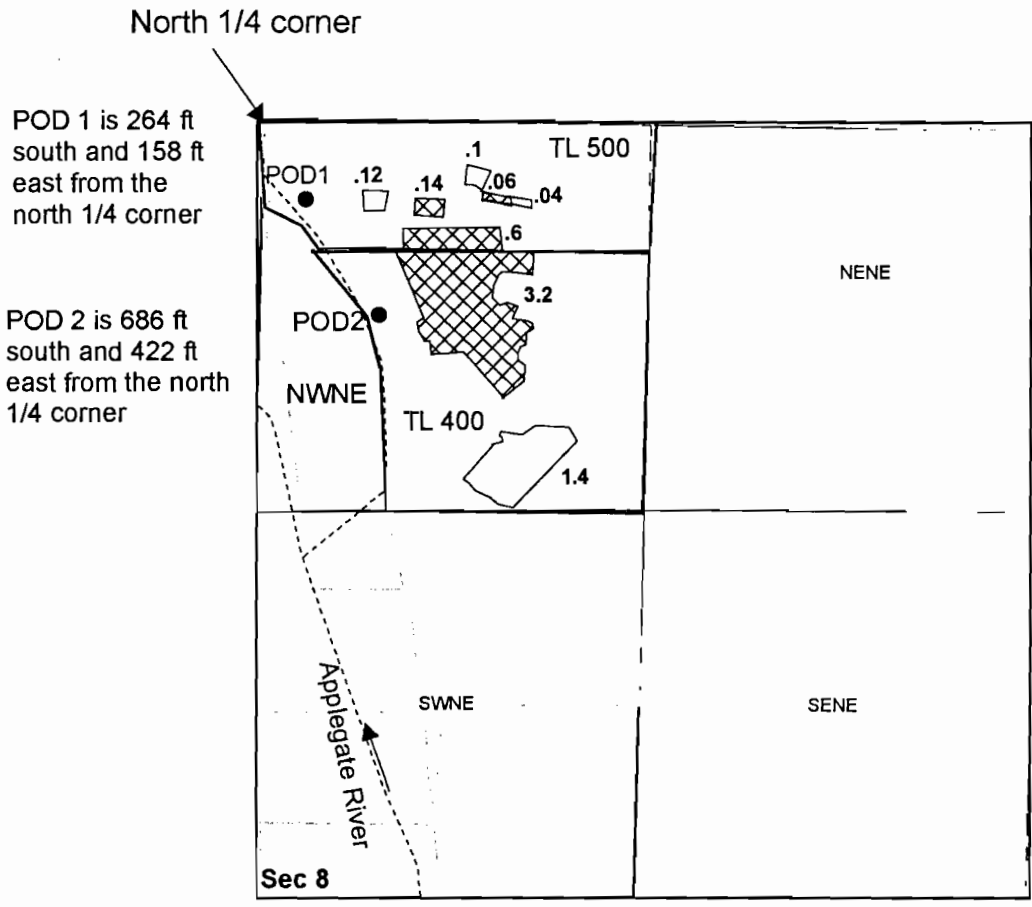 North 1/4 corner
POD 1 is 264 ft
south and 158 ft
east from the
north 1/4 corner
POD1
.12
.14
.1
.06
.04
TL 500
.6
NENE
3.2
POD 2 is 686 ft
south and 422 ft
east from the north
1/4 corner
POD2
NWNE
TL 400
1.4
Applegate River
SWNE
SENE
Sec 8